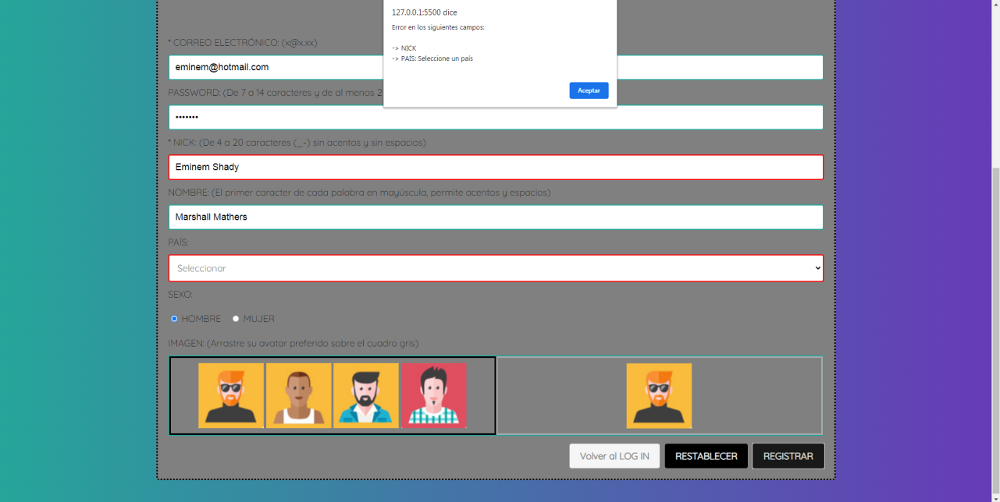 127.0.0.1:5500 dice
Error en los siguientes campos:
-> NICK
-> PAÍS: Seleccione un país
Aceptar
* CORREO ELECTRÓNICO: (x@x.xx)
eminem@hotmail.com
PASSWORD: (De 7 a 14 caracteres y de al menos 2
•••••••
* NICK: (De 4 a 20 caracteres (_-) sin acentos y sin espacios)
Eminem Shady
NOMBRE: (El primer caracter de cada palabra en mayúscula, permite acentos y espacios)
Marshall Mathers
PAÍS:
Seleccionar
SEXO:
HOMBRE MUJER
IMAGEN: (Arrastre su avatar preferido sobre el cuadro gris)
Volver al LOG IN RESTABLECER REGISTRAR